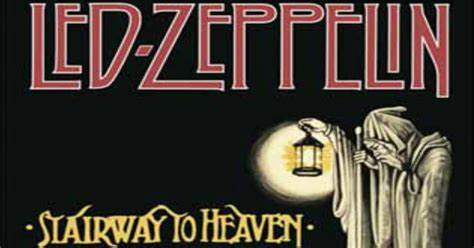 LED-ZEPPELIN
· STAIRWAY TO HEAVEN ·